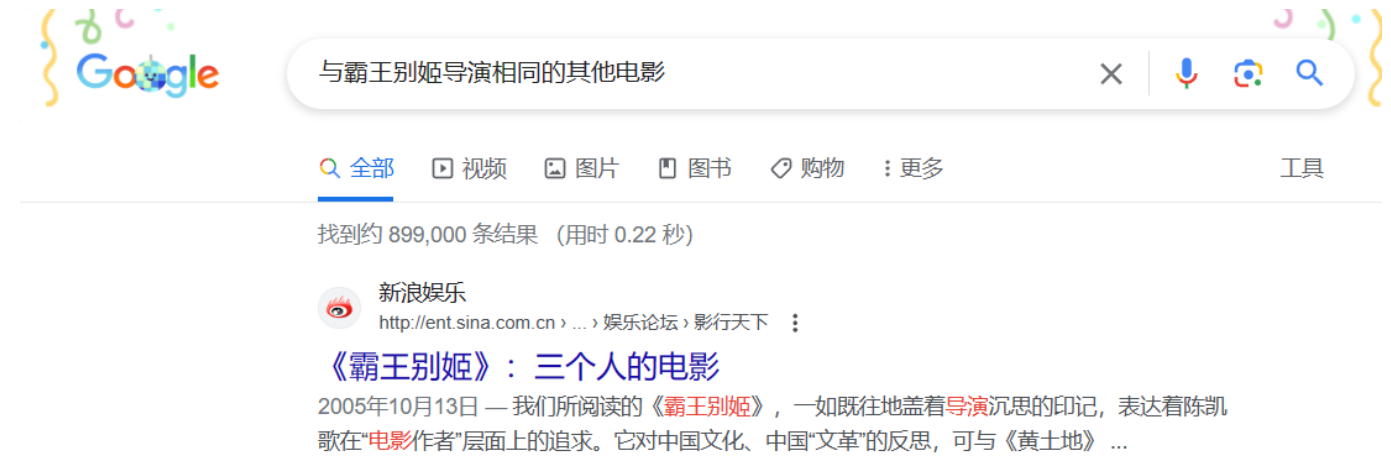 Google
与霸王别姬导演相同的其他电影
全部 视频 图片 图书 购物 更多 工具
找到约 899,000 条结果 （用时 0.22 秒）
新浪娱乐
http://ent.sina.com.cn › ... › 娱乐论坛 › 影行天下
《霸王别姬》：三个人的电影
2005年10月13日 — 我们所阅读的《霸王别姬》，一如既往地盖着导演沉思的印记，表达着陈凯
歌在“电影作者”层面上的追求。它对中国文化、中国“文革”的反思，可与《黄土地》 ...